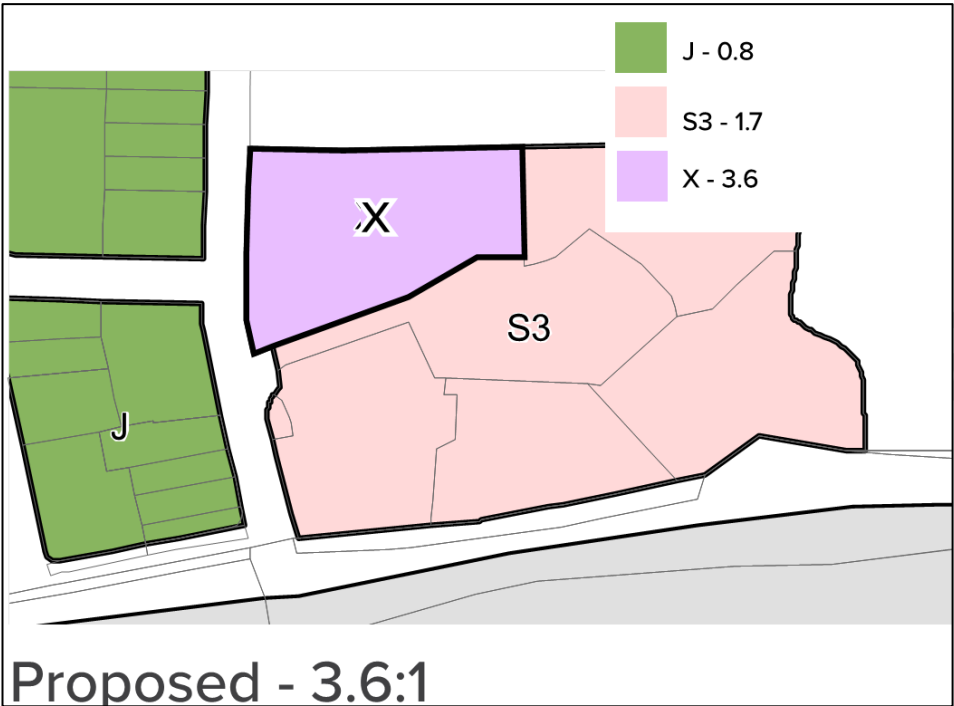 J - 0.8
S3 - 1.7
X - 3.6
X
S3
J
Proposed - 3.6:1